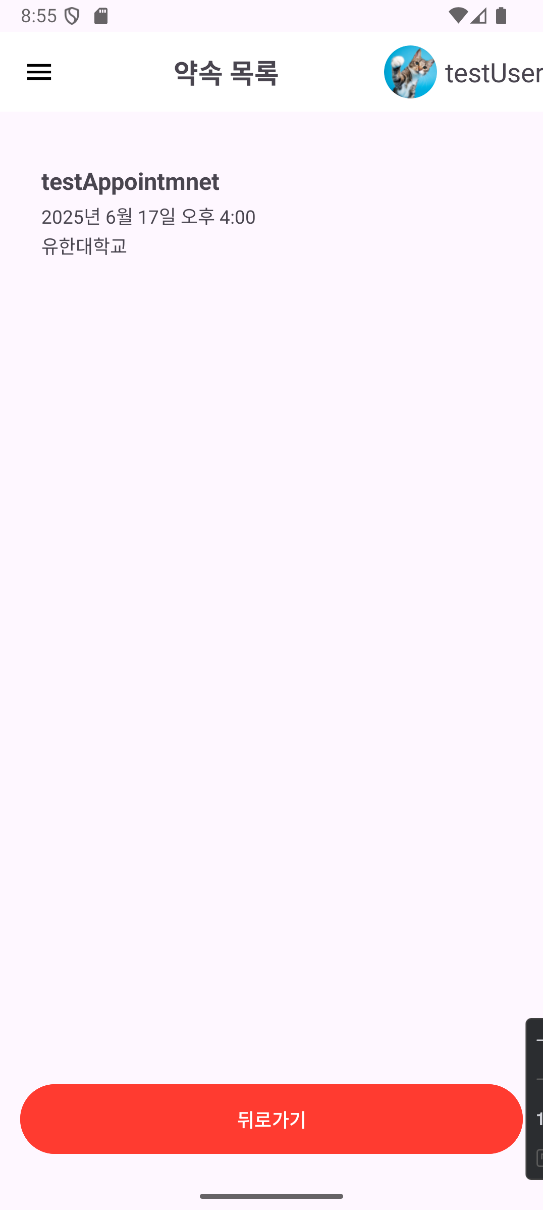 8:55
약속 목록
testUser
testAppointmnet
2025년 6월 17일 오후 4:00
유한대학교
뒤로가기